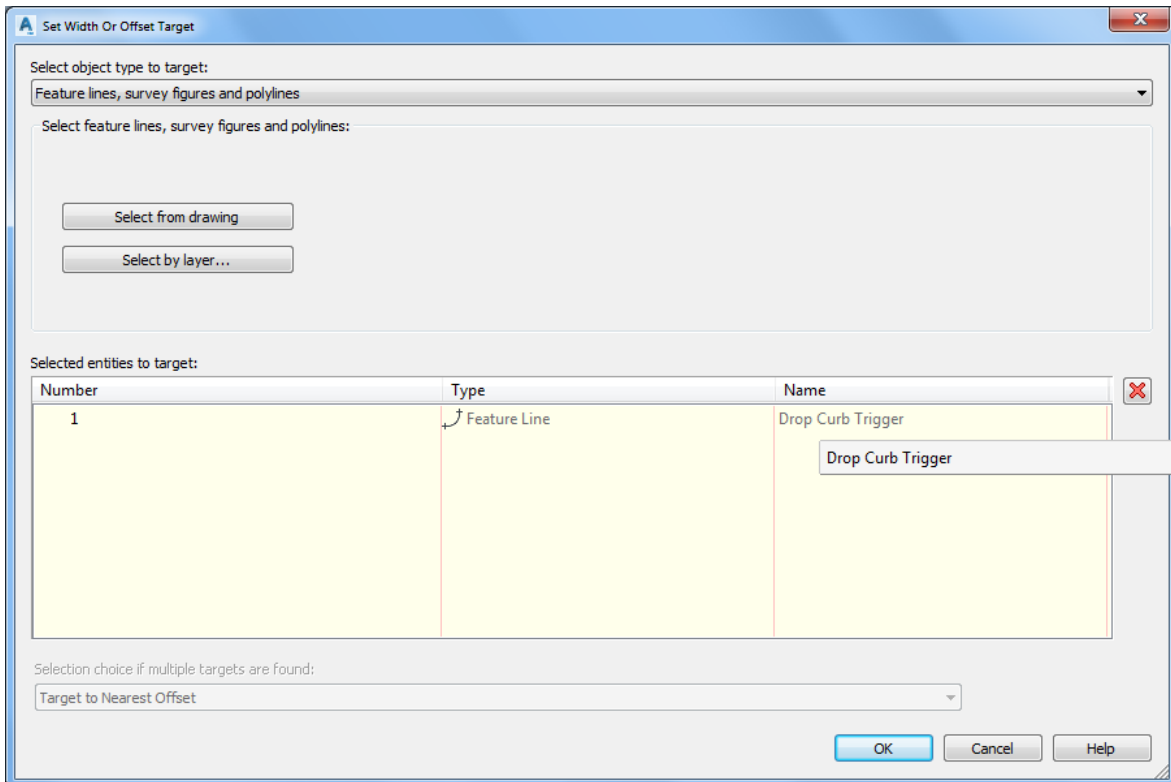 Set Width Or Offset Target
Select object type to target:
Feature lines, survey figures and polylines
Select feature lines, survey figures and polylines:
Select from drawing
Select by layer...
Selected entities to target:
Number Type Name
1 Feature Line Drop Curb Trigger
Drop Curb Trigger
Selection choice if multiple targets are found:
Target to Nearest Offset
OK Cancel Help